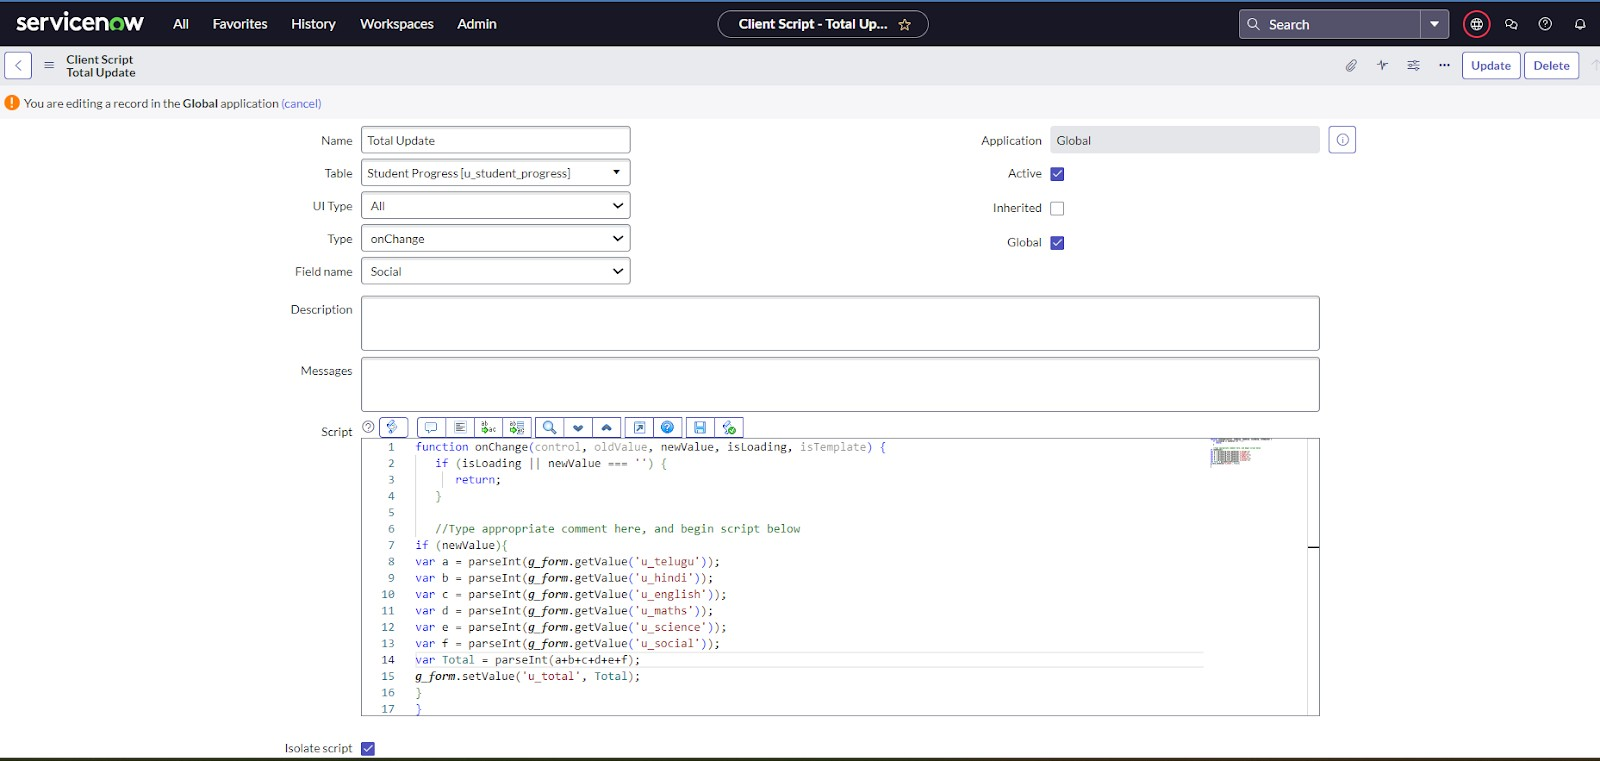 servicenow All Favorites History Workspaces Admin Client Script - Total Up... Search
Client Script
Total Update
Update Delete
You are editing a record in the Global application (cancel)
Name Total Update
Application Global
Table Student Progress [u_student_progress]
Active
UI Type All
Inherited
Type onChange
Global
Field name Social
Description
Messages
Script
1 function onChange(control, oldValue, newValue, isLoading, isTemplate) {
2 if (isLoading || newValue === '') {
3 return;
4 }
5
6 //Type appropriate comment here, and begin script below
7 if (newValue){
8 var a = parseInt(g_form.getValue('u_telugu'));
9 var b = parseInt(g_form.getValue('u_hindi'));
10 var c = parseInt(g_form.getValue('u_english'));
11 var d = parseInt(g_form.getValue('u_maths'));
12 var e = parseInt(g_form.getValue('u_science'));
13 var f = parseInt(g_form.getValue('u_social'));
14 var Total = parseInt(a+b+c+d+e+f);
15 g_form.setValue('u_total', Total);
16 }
17 }
Isolate script